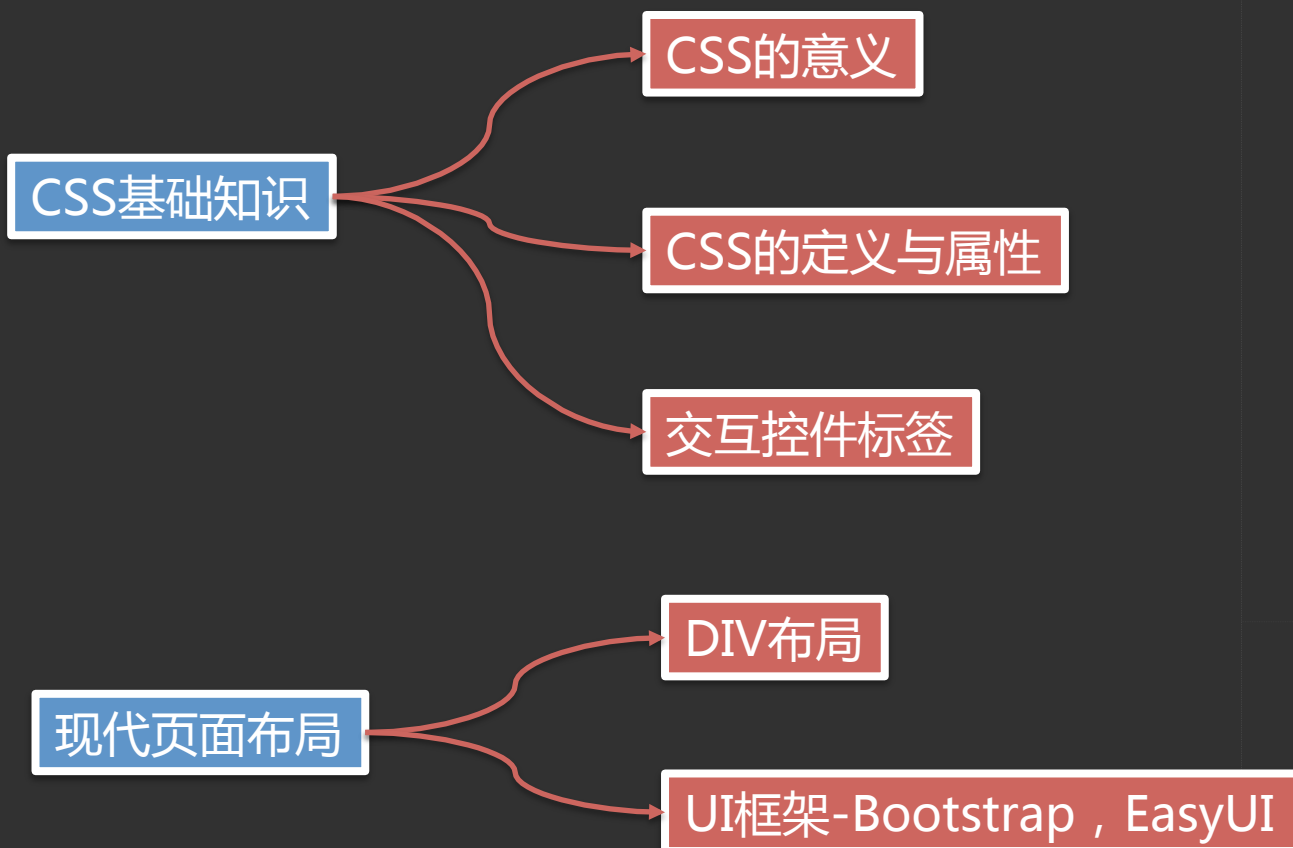 CSS基础知识
CSS的意义
CSS的定义与属性
交互控件标签
现代页面布局
DIV布局
UI框架-Bootstrap，EasyUI